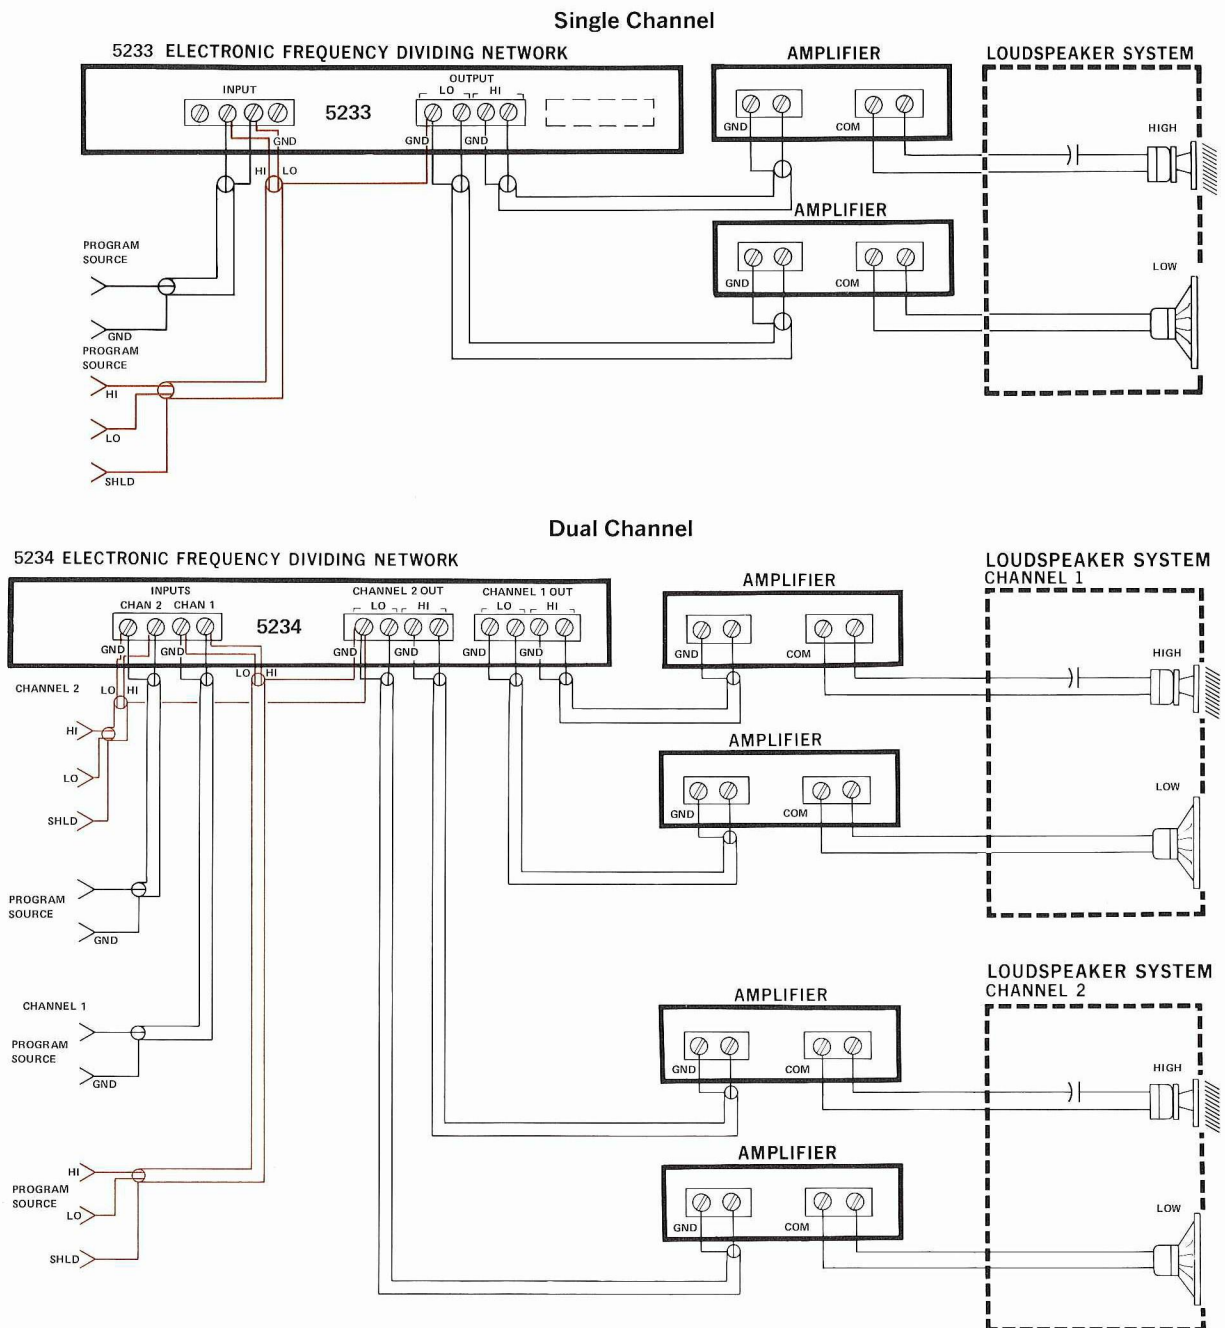 Single Channel
5233 ELECTRONIC FREQUENCY DIVIDING NETWORK
AMPLIFIER
LOUDSPEAKER SYSTEM
INPUT
5233
OUTPUT
LO HI
GND
GND GND
GND
COM
HIGH
HI LO
AMPLIFIER
GND
COM
LOW
PROGRAM
SOURCE
GND
PROGRAM
SOURCE
HI
LO
SHLD
Dual Channel
5234 ELECTRONIC FREQUENCY DIVIDING NETWORK
AMPLIFIER
LOUDSPEAKER SYSTEM
CHANNEL 1
INPUTS
CHAN 2 CHAN 1
5234
CHANNEL 2 OUT
LO HI
CHANNEL 1 OUT
LO HI
GND GND
GND GND
GND GND
GND
COM
HIGH
CHANNEL 2
LO HI
LO HI
HI
LO
SHLD
AMPLIFIER
GND
COM
LOW
PROGRAM
SOURCE
GND
CHANNEL 1
PROGRAM
SOURCE
GND
AMPLIFIER
LOUDSPEAKER SYSTEM
CHANNEL 2
GND
COM
HIGH
HI
PROGRAM
SOURCE
LO
SHLD
AMPLIFIER
GND
COM
LOW